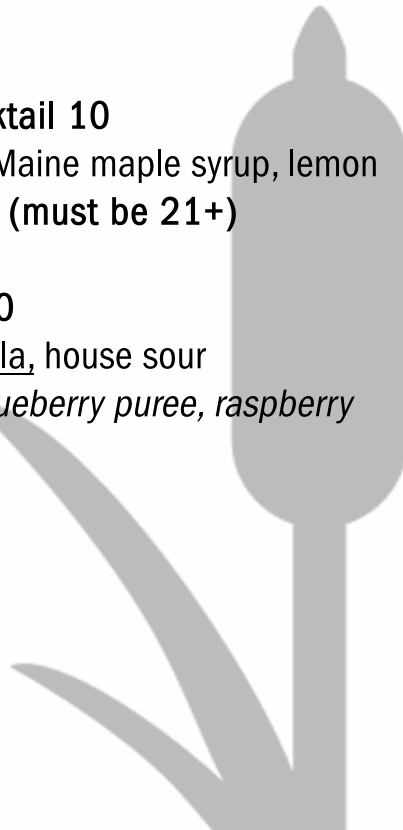 ktail 10
Maine maple syrup, lemon
(must be 21+)
0
la, house sour
ueberry puree, raspberry